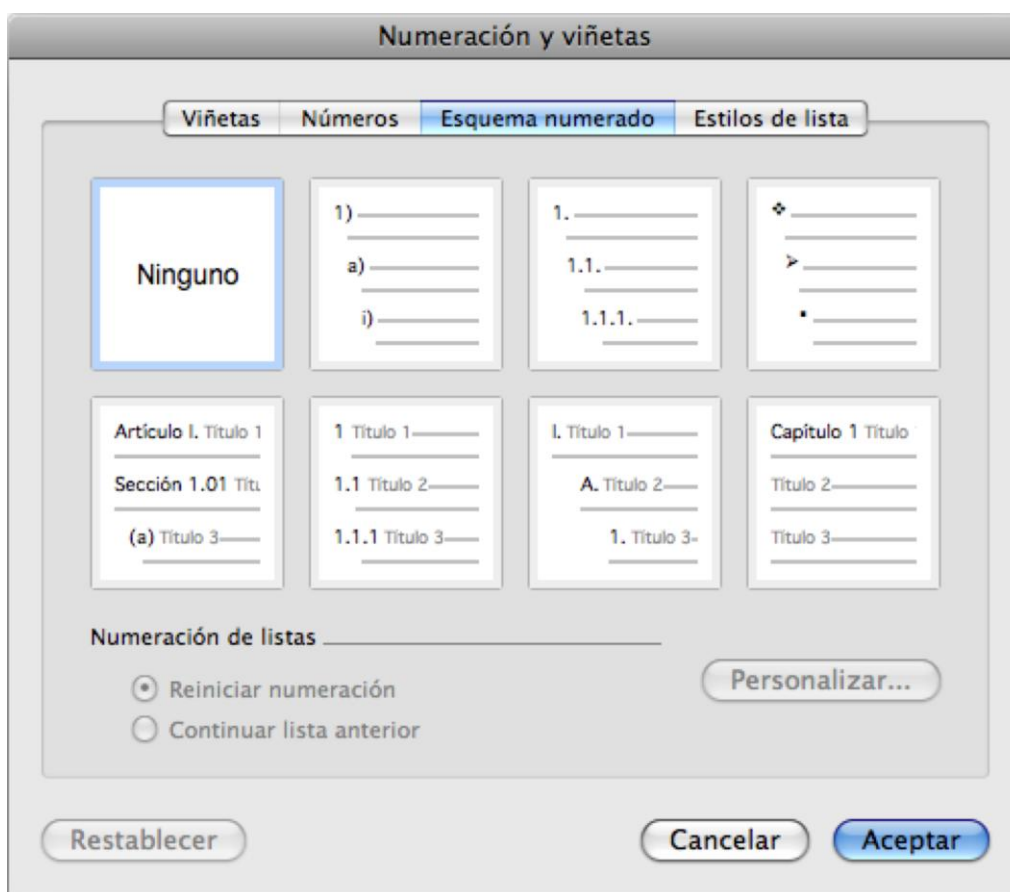 Numeración y viñetas
Viñetas Números Esquema numerado Estilos de lista
Ninguno
1)
a)
i)
1.
1.1.
1.1.1.
Artículo I. Título 1
Sección 1.01
(a) Título 3
1 Título 1
1.1 Título 2
1.1.1 Título 3
I. Título 1
A. Título 2
1. Título 3
Capítulo 1 Título
Título 2
Título 3
Numeración de listas
Reiniciar numeración
Continuar lista anterior
Personalizar...
Restablecer Cancelar Aceptar